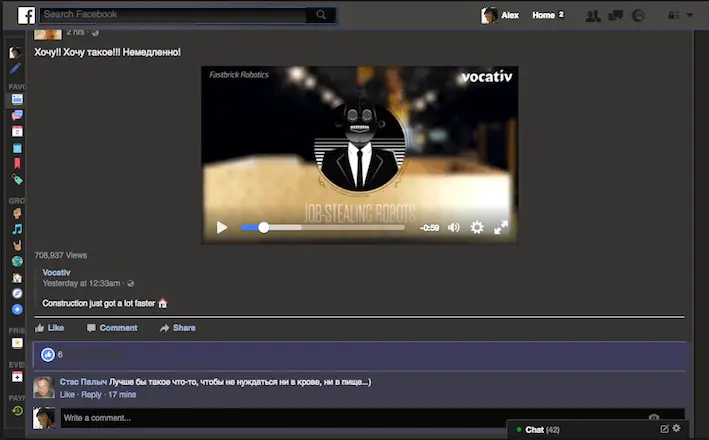 f
Search Facebook
Alex
Home 2
2 hrs ·
Хочу!! Хочу такое!!! Немедленно!
Fastbrick Robotics
vocativ
JOB-STEALING ROBOTS
-0:59
708,937 Views
Vocativ
Yesterday at 12:33am ·
Construction just got a lot faster
Like Comment Share
6
Стас Палыч Лучше бы такое что-то, чтобы не нуждаться ни в крове, ни в пище...)
Like · Reply · 17 mins
Write a comment...
Chat (42)
FAVO
GRO
FRIE
EVE
PAY